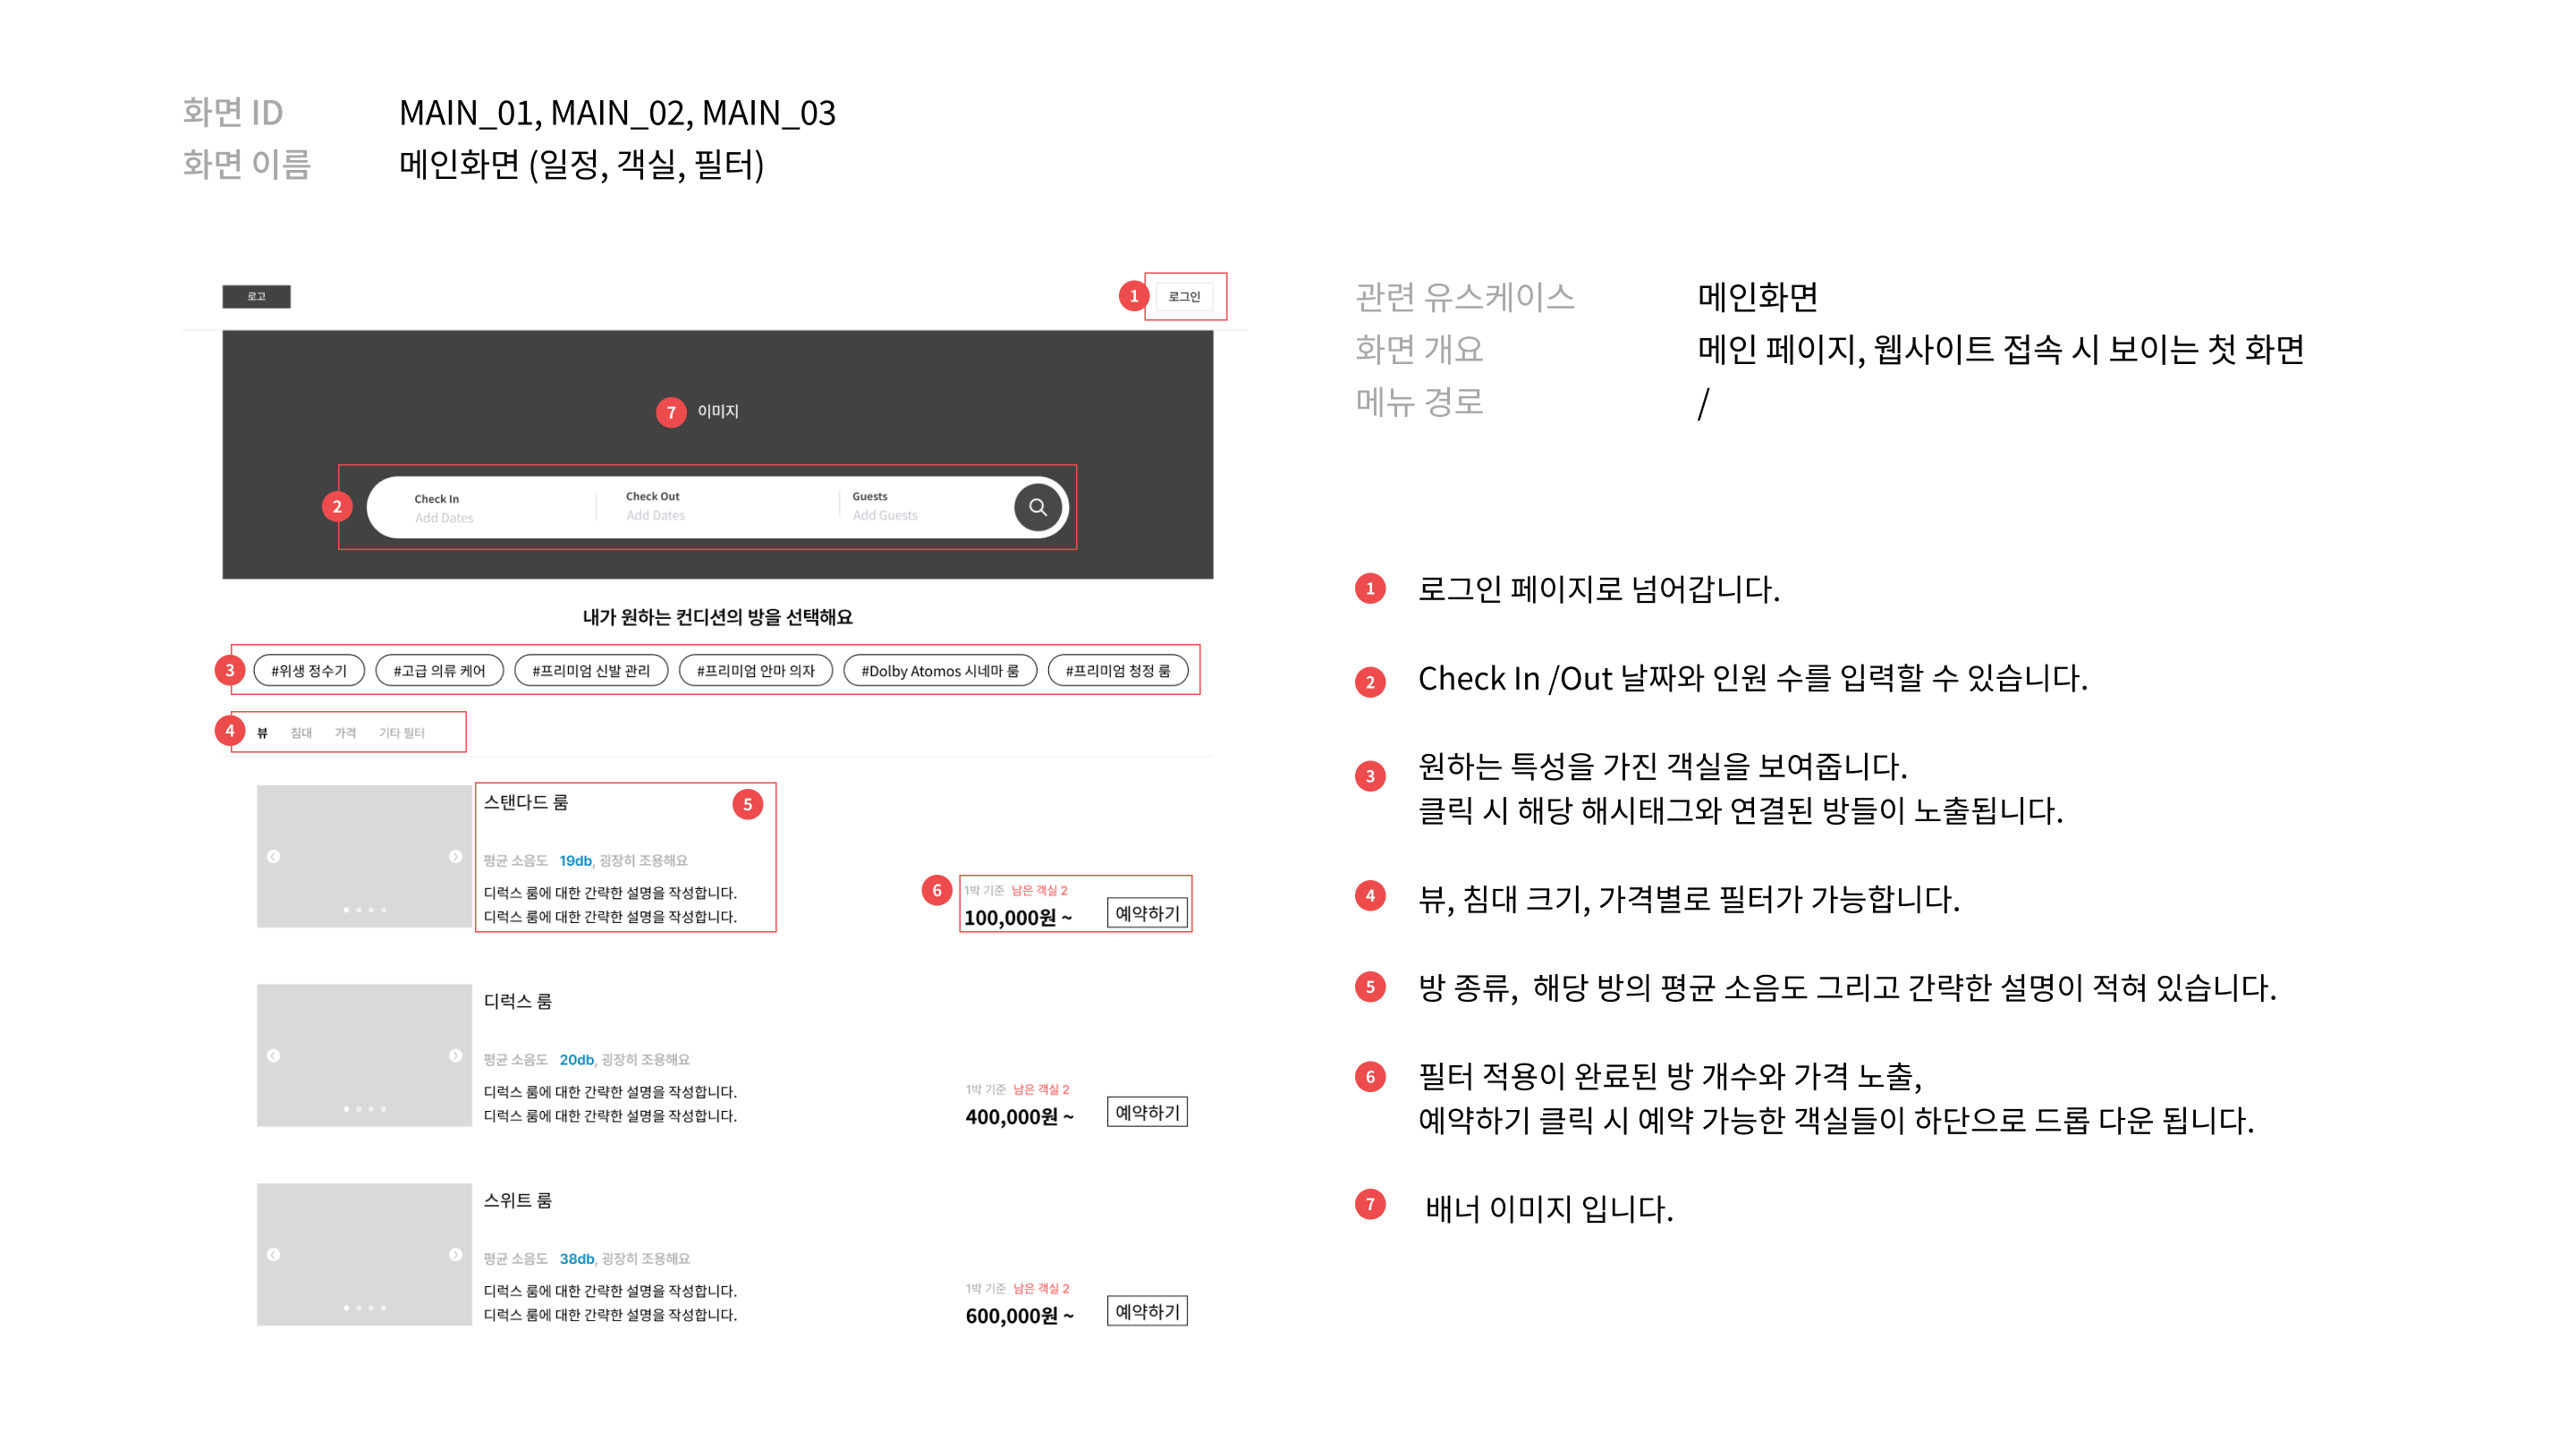 화면 ID MAIN_01, MAIN_02, MAIN_03
화면 이름 메인화면 (일정, 객실, 필터)
로고
1 로그인
7 이미지
2
Check In Check Out Guests
Add Dates Add Dates Add Guests
내가 원하는 컨디션의 방을 선택해요
3 #위생 정수기 #고급 의류 케어 #프리미엄 신발 관리 #프리미엄 안마 의자 #Dolby Atomos 시네마 룸 #프리미엄 청정 룸
4 뷰 침대 가격 기타 필터
스탠다드 룸 5
평균 소음도 19db, 굉장히 조용해요
디럭스 룸에 대한 간략한 설명을 작성합니다.
디럭스 룸에 대한 간략한 설명을 작성합니다.
6 1박 기준 남은 객실 2
100,000원 ~ 예약하기
디럭스 룸
평균 소음도 20db, 굉장히 조용해요
디럭스 룸에 대한 간략한 설명을 작성합니다.
디럭스 룸에 대한 간략한 설명을 작성합니다.
1박 기준 남은 객실 2
400,000원 ~ 예약하기
스위트 룸
평균 소음도 38db, 굉장히 조용해요
디럭스 룸에 대한 간략한 설명을 작성합니다.
디럭스 룸에 대한 간략한 설명을 작성합니다.
1박 기준 남은 객실 2
600,000원 ~ 예약하기
관련 유스케이스 메인화면
화면 개요 메인 페이지, 웹사이트 접속 시 보이는 첫 화면
메뉴 경로 /
1 로그인 페이지로 넘어갑니다.
2 Check In /Out 날짜와 인원 수를 입력할 수 있습니다.
3 원하는 특성을 가진 객실을 보여줍니다.
클릭 시 해당 해시태그와 연결된 방들이 노출됩니다.
4 뷰, 침대 크기, 가격별로 필터가 가능합니다.
5 방 종류, 해당 방의 평균 소음도 그리고 간략한 설명이 적혀 있습니다.
6 필터 적용이 완료된 방 개수와 가격 노출,
예약하기 클릭 시 예약 가능한 객실들이 하단으로 드롭 다운 됩니다.
7 배너 이미지 입니다.